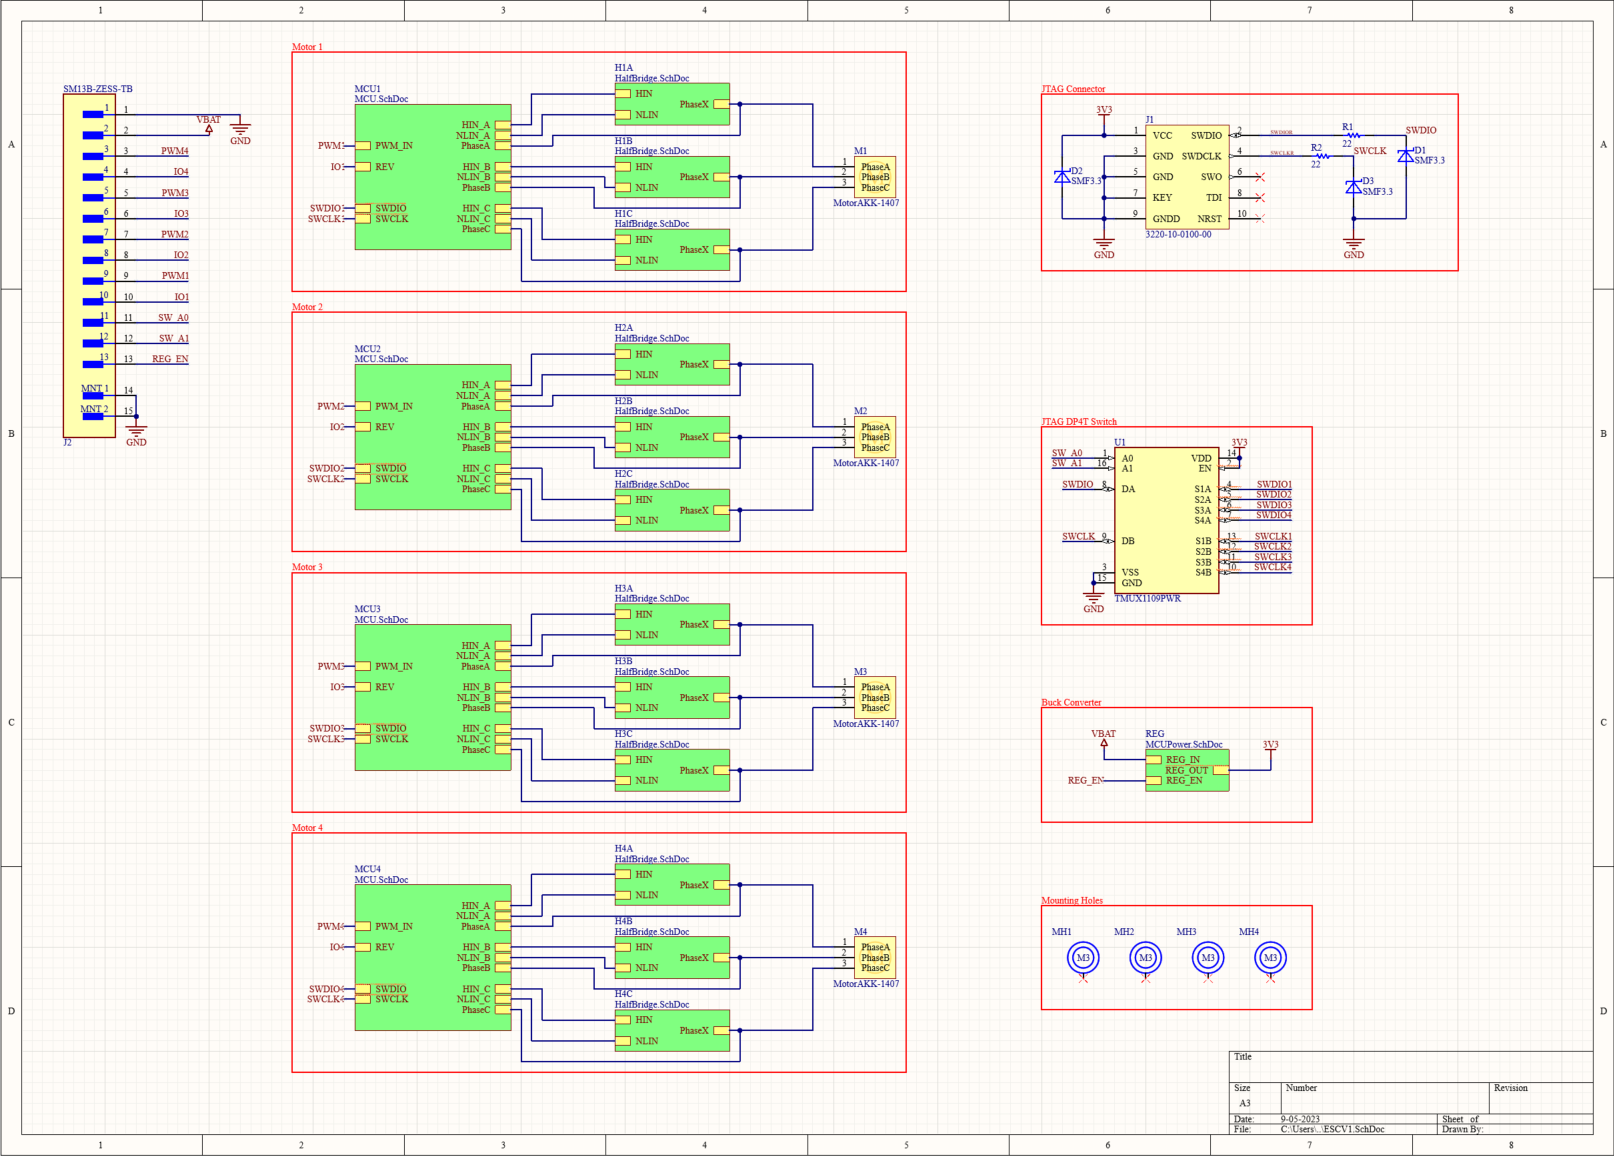 1 2 3 4 5 6 7 8
A
B
C
D
SM13B-ZESS-TB
1 1
2 2
VBAT
GND
3 3 PWM4
4 4 IO4
5 5 PWM3
6 6 IO3
7 7 PWM2
8 8 IO2
9 9 PWM1
10 10 IO1
11 11 SW_A0
12 12 SW_A1
13 13 REG_EN
MNT 1 14
MNT 2 15
J2
GND
Motor 1
MCU1
MCU.SchDoc
HIN_A
NLIN_A
PWM1 PWM_IN PhaseA
IO1 REV HIN_B
NLIN_B
PhaseB
SWDIO1 SWDIO HIN_C
SWCLK1 SWCLK NLIN_C
PhaseC
H1A
HalfBridge.SchDoc
HIN
PhaseX
NLIN
H1B
HalfBridge.SchDoc
HIN
PhaseX
NLIN
H1C
HalfBridge.SchDoc
HIN
PhaseX
NLIN
M1
1 PhaseA
2 PhaseB
3 PhaseC
MotorAKK-1407
Motor 2
MCU2
MCU.SchDoc
HIN_A
NLIN_A
PWM2 PWM_IN PhaseA
IO2 REV HIN_B
NLIN_B
PhaseB
SWDIO2 SWDIO HIN_C
SWCLK2 SWCLK NLIN_C
PhaseC
H2A
HalfBridge.SchDoc
HIN
PhaseX
NLIN
H2B
HalfBridge.SchDoc
HIN
PhaseX
NLIN
H2C
HalfBridge.SchDoc
HIN
PhaseX
NLIN
M2
1 PhaseA
2 PhaseB
3 PhaseC
MotorAKK-1407
Motor 3
MCU3
MCU.SchDoc
HIN_A
NLIN_A
PWM3 PWM_IN PhaseA
IO3 REV HIN_B
NLIN_B
PhaseB
SWDIO3 SWDIO HIN_C
SWCLK3 SWCLK NLIN_C
PhaseC
H3A
HalfBridge.SchDoc
HIN
PhaseX
NLIN
H3B
HalfBridge.SchDoc
HIN
PhaseX
NLIN
H3C
HalfBridge.SchDoc
HIN
PhaseX
NLIN
M3
1 PhaseA
2 PhaseB
3 PhaseC
MotorAKK-1407
Motor 4
MCU4
MCU.SchDoc
HIN_A
NLIN_A
PWM4 PWM_IN PhaseA
IO4 REV HIN_B
NLIN_B
PhaseB
SWDIO4 SWDIO HIN_C
SWCLK4 SWCLK NLIN_C
PhaseC
H4A
HalfBridge.SchDoc
HIN
PhaseX
NLIN
H4B
HalfBridge.SchDoc
HIN
PhaseX
NLIN
H4C
HalfBridge.SchDoc
HIN
PhaseX
NLIN
M4
1 PhaseA
2 PhaseB
3 PhaseC
MotorAKK-1407
JTAG Connector
3V3
J1
1 VCC SWDIO 2 SWDIOR R1 22 SWDIO
3 GND SWDCLK 4 SWCLKR R2 22 SWCLK
5 GND SWO 6
7 KEY TDI 8
9 GNDD NRST 10
3220-10-0100-00
D2
SMF3.3
D1
SMF3.3
D3
SMF3.3
GND
GND
JTAG DP4T Switch
U1
3V3
SW_A0 1 A0 VDD 14
SW_A1 16 A1 EN 2
SWDIO 8 DA S1A 4 SWDIO1
S2A 5 SWDIO2
S3A 6 SWDIO3
S4A 7 SWDIO4
SWCLK 9 DB S1B 13 SWCLK1
S2B 12 SWCLK2
S3B 11 SWCLK3
S4B 10 SWCLK4
3 VSS
15 GND
GND
TMUX1109PWR
Buck Converter
VBAT
REG
MCUPower.SchDoc
3V3
REG_IN
REG_OUT
REG_EN REG_EN
Mounting Holes
MH1 MH2 MH3 MH4
M3 M3 M3 M3
Title
Size Number Revision
A3
Date: 9-05-2023 Sheet of
File: C:\Users\..\ESCV1.SchDoc Drawn By:
A
B
C
D
1 2 3 4 5 6 7 8